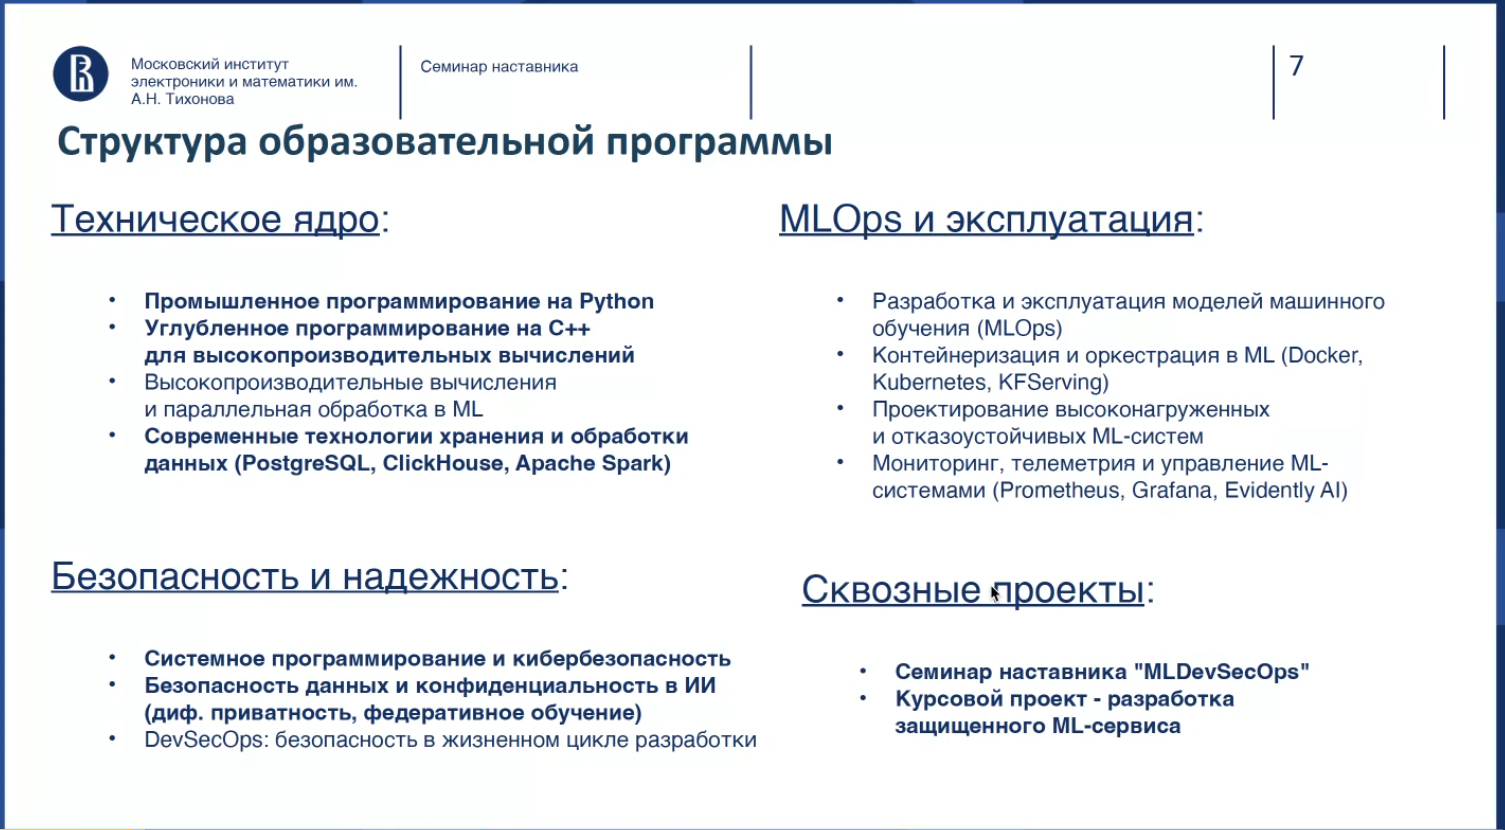 Московский институт
электроники и математики им.
А.Н. Тихонова
Семинар наставника
7
Структура образовательной программы
Техническое ядро:
• Промышленное программирование на Python
• Углубленное программирование на C++
для высокопроизводительных вычислений
• Высокопроизводительные вычисления
и параллельная обработка в ML
• Современные технологии хранения и обработки
данных (PostgreSQL, ClickHouse, Apache Spark)
MLOps и эксплуатация:
• Разработка и эксплуатация моделей машинного
обучения (MLOps)
• Контейнеризация и оркестрация в ML (Docker,
Kubernetes, KFServing)
• Проектирование высоконагруженных
и отказоустойчивых ML-систем
• Мониторинг, телеметрия и управление ML-
системами (Prometheus, Grafana, Evidently AI)
Безопасность и надежность:
• Системное программирование и кибербезопасность
• Безопасность данных и конфиденциальность в ИИ
(диф. приватность, федеративное обучение)
• DevSecOps: безопасность в жизненном цикле разработки
Сквозные проекты:
• Семинар наставника "MLDevSecOps"
• Курсовой проект - разработка
защищенного ML-сервиса